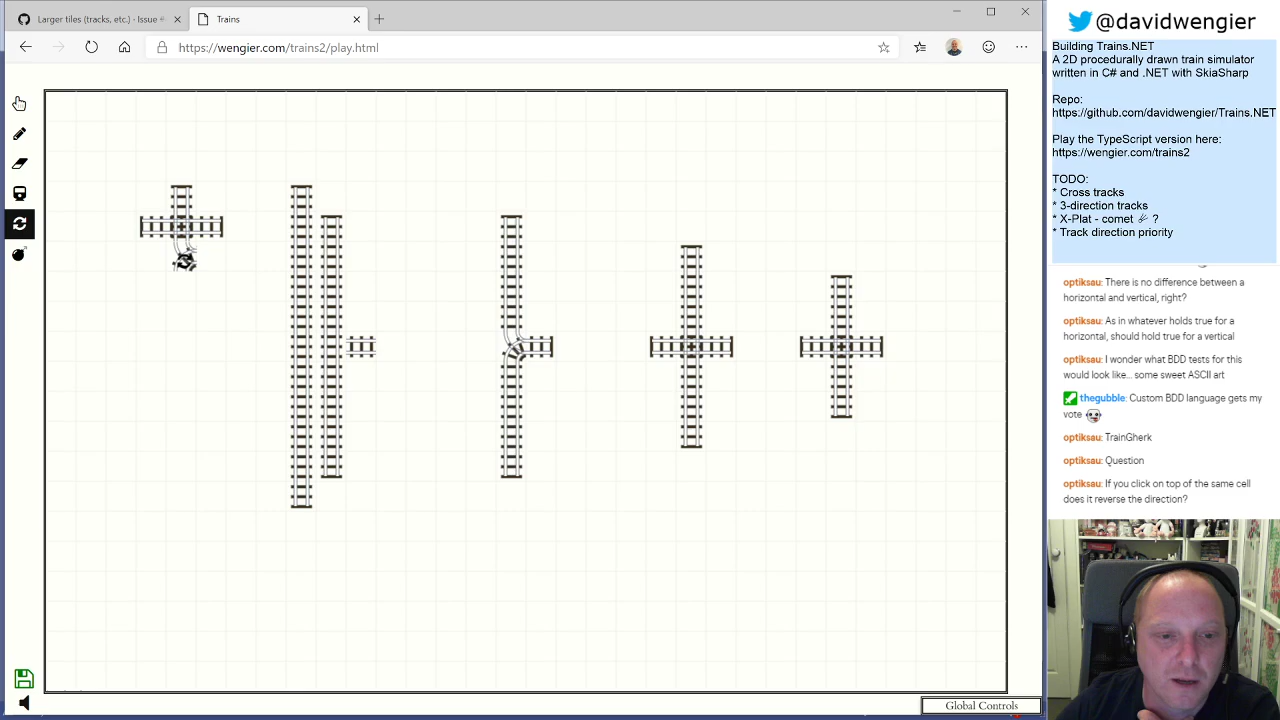 Larger tiles (tracks, etc.) · Issue #
Trains
https://wengier.com/trains2/play.html
Global Controls
@davidwengier
Building Trains.NET
A 2D procedurally drawn train simulator
written in C# and .NET with SkiaSharp
Repo:
https://github.com/davidwengier/Trains.NET
Play the TypeScript version here:
https://wengier.com/trains2
TODO:
* Cross tracks
* 3-direction tracks
* X-Plat - comet ☄ ?
* Track direction priority
optiksau: There is no difference between a
horizontal and vertical, right?
optiksau: As in whatever holds true for a
horizontal, should hold true for a vertical
optiksau: I wonder what BDD tests for this
would look like... some sweet ASCII art
thegubble: Custom BDD language gets my
vote
optiksau: TrainGherk
optiksau: Question
optiksau: If you click on top of the same cell
does it reverse the direction?